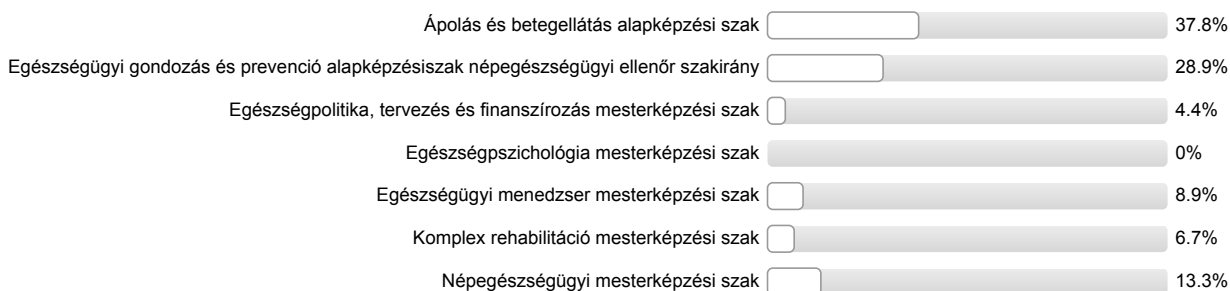 Ápolás és betegellátás alapképzési szak 37.8%
Egészségügyi gondozás és prevenció alapképzésiszak népegészségügyi ellenőr szakirány 28.9%
Egészségpolitika, tervezés és finanszírozás mesterképzési szak 4.4%
Egészségpszichológia mesterképzési szak 0%
Egészségügyi menedzser mesterképzési szak 8.9%
Komplex rehabilitáció mesterképzési szak 6.7%
Népegészségügyi mesterképzési szak 13.3%